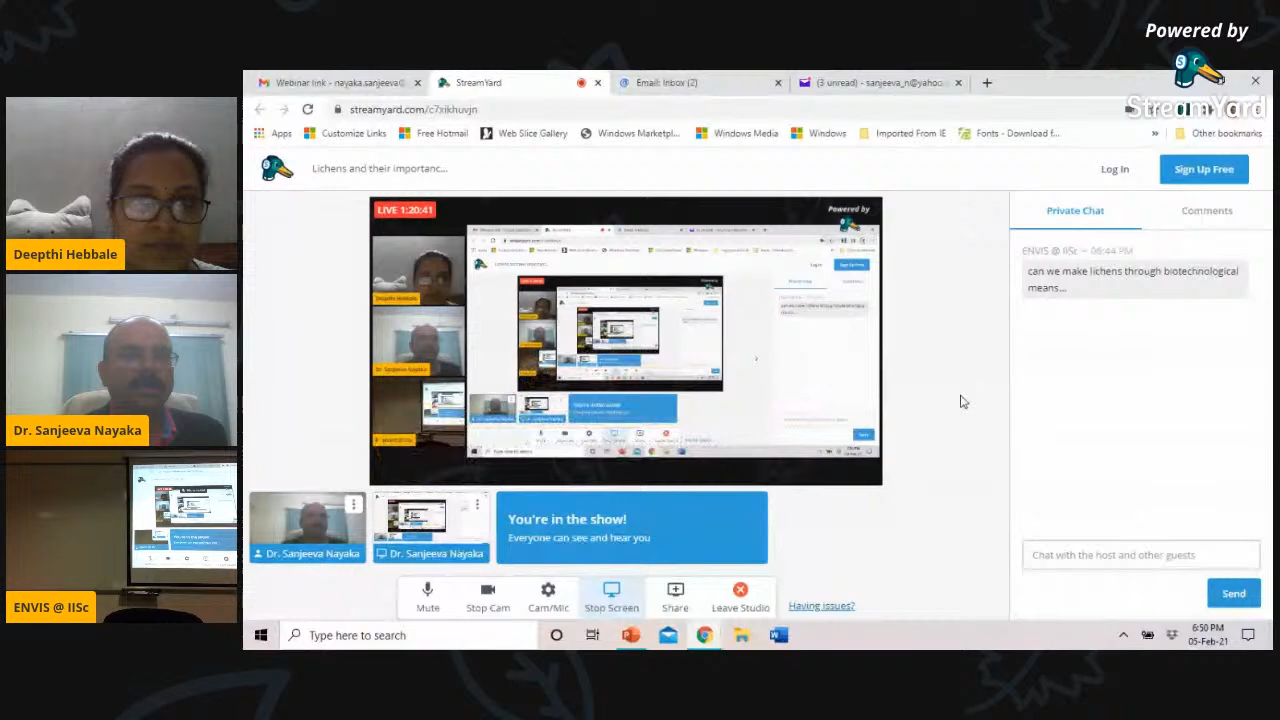 Powered by
StreamYard
Webinar link - nayaka.sanjeeva@
StreamYard
Email: Inbox (2)
(3 unread) - sanjeeva_n@yahoo.
Apps
Customize Links
Free Hotmail
Web Slice Gallery
Windows Marketpl...
Windows Media
Windows
Imported From IE
Fonts - Download f...
Other bookmarks
Lichens and their importanc...
Log In
Sign Up Free
LIVE 1:20:41
Powered by
Private Chat
Comments
ENVIS @ IISc — 06:44 PM
can we make lichens through biotechnological
means...
Deepthi Hebbale
Dr. Sanjeeva Nayaka
ENVIS @ IISc
Dr. Sanjeeva Nayaka
Dr. Sanjeeva Nayaka
You're in the show!
Everyone can see and hear you
Chat with the host and other guests
Send
Mute
Stop Cam
Cam/Mic
Stop Screen
Share
Leave Studio
Having issues?
Type here to search
6:50 PM
05-Feb-21